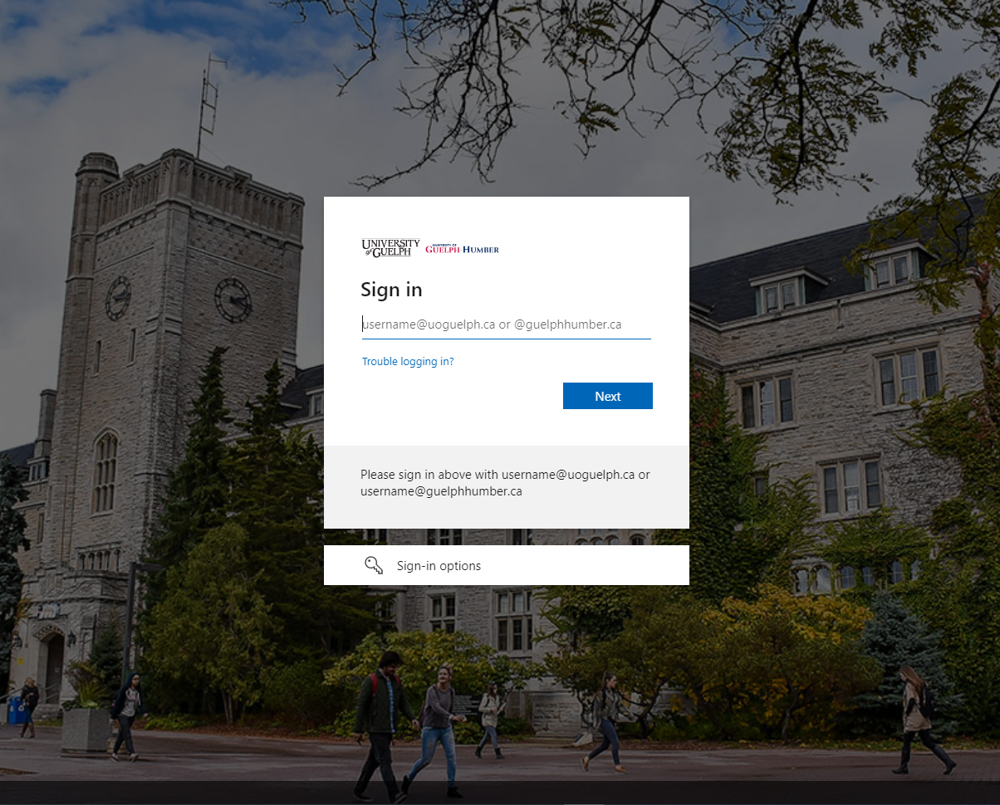 UNIVERSITY
of GUELPH
UNIVERSITY OF
GUELPH-HUMBER
Sign in
username@uoguelph.ca or @guelphhumber.ca
Trouble logging in?
Next
Please sign in above with username@uoguelph.ca or
username@guelphhumber.ca
Sign-in options